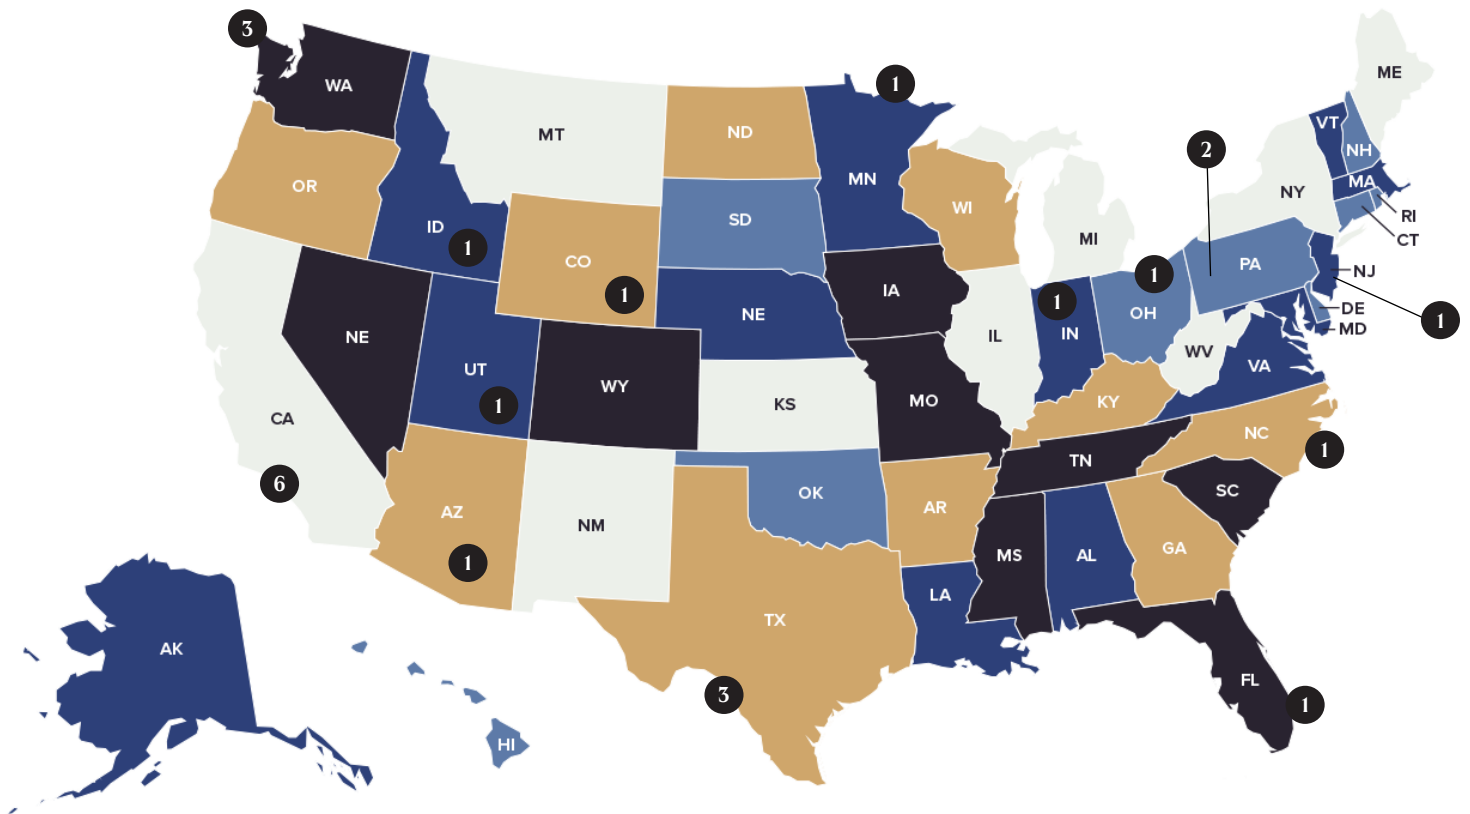 3
WA
MT
ND
1
MN
ME
VT
NH
2
MA
NY
RI
CT
OR
ID
1
SD
WI
MI
CO
1
PA
NJ
1
DE
MD
1
OH
1
IN
IA
NE
NE
IL
WV
VA
UT
1
WY
KS
MO
KY
CA
6
NC
1
TN
AZ
1
NM
OK
AR
SC
MS
AL
GA
LA
TX
3
AK
HI
FL
1